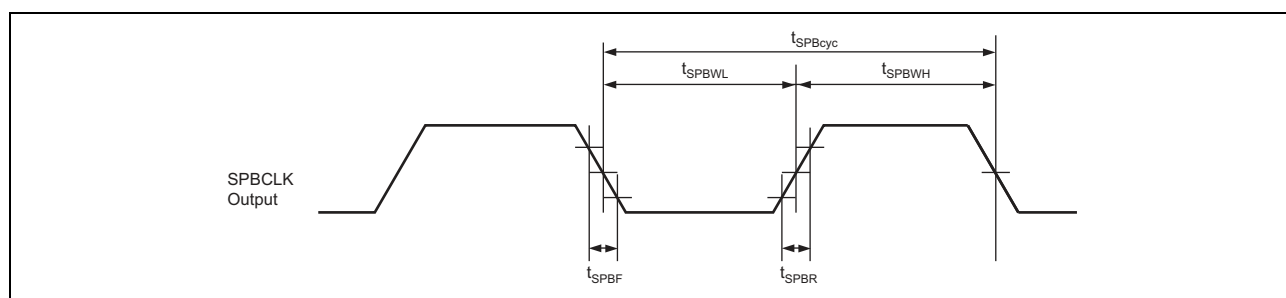 tSPBcyc
tSPBWL
tSPBWH
SPBCLK
Output
tSPBF
tSPBR